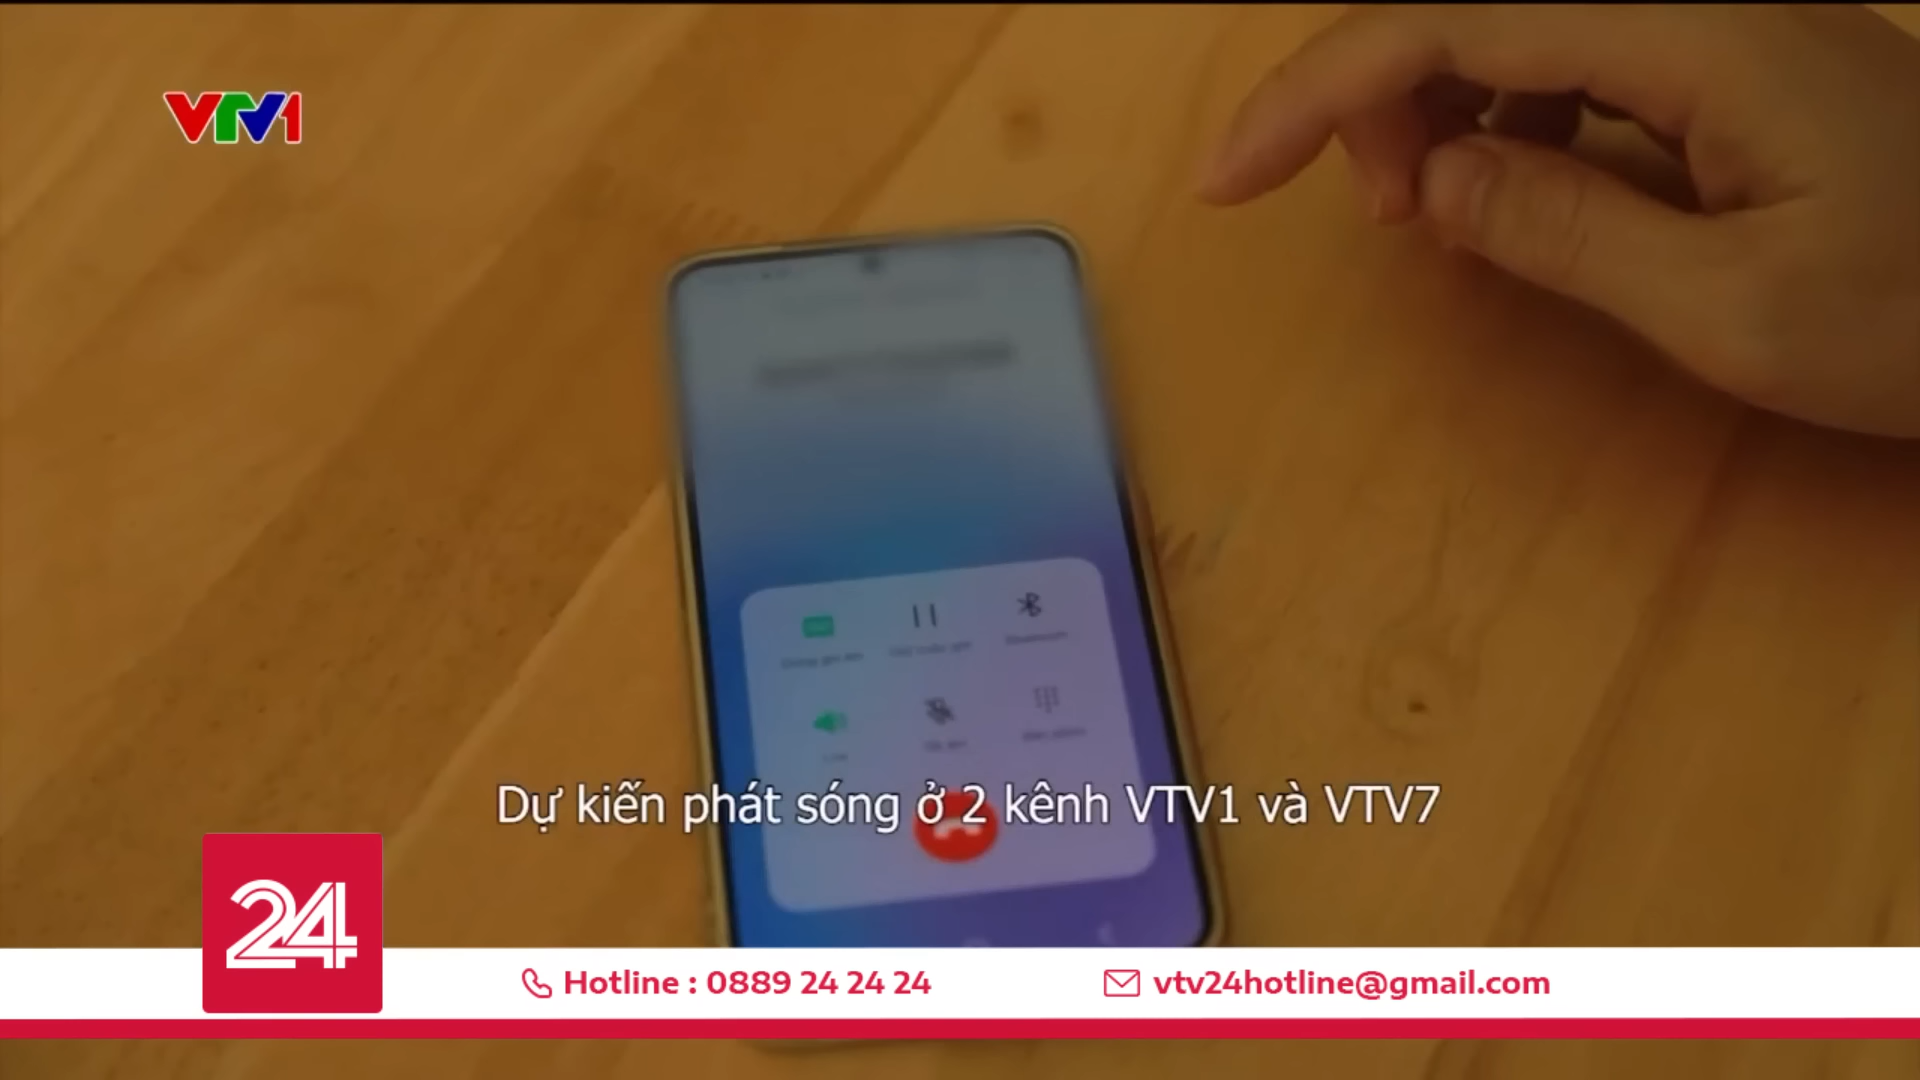 VTV1
Dự kiến phát sóng ở 2 kênh VTV1 và VTV7
24
Hotline : 0889 24 24 24
vtv24hotline@gmail.com